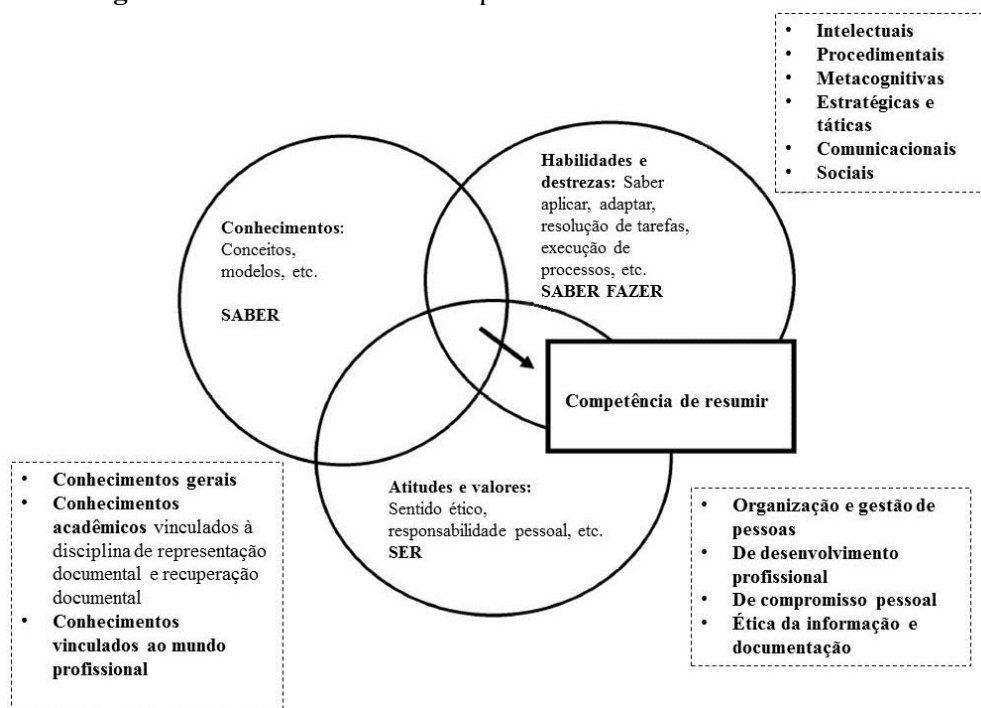 • Intelectuais
• Procedimentais
• Metacognitivas
• Estratégicas e
táticas
• Comunicacionais
• Sociais
Habilidades e
destrezas: Saber
aplicar, adaptar,
resolução de tarefas,
execução de
processos, etc.
SABER FAZER
Conhecimentos:
Conceitos,
modelos, etc.
SABER
Competência de resumir
Atitudes e valores:
Sentido ético,
responsabilidade pessoal, etc.
SER
• Conhecimentos gerais
• Conhecimentos
acadêmicos vinculados à
disciplina de representação
documental e recuperação
documental
• Conhecimentos
vinculados ao mundo
profissional
• Organização e gestão de
pessoas
• De desenvolvimento
profissional
• De compromisso pessoal
• Ética da informação e
documentação